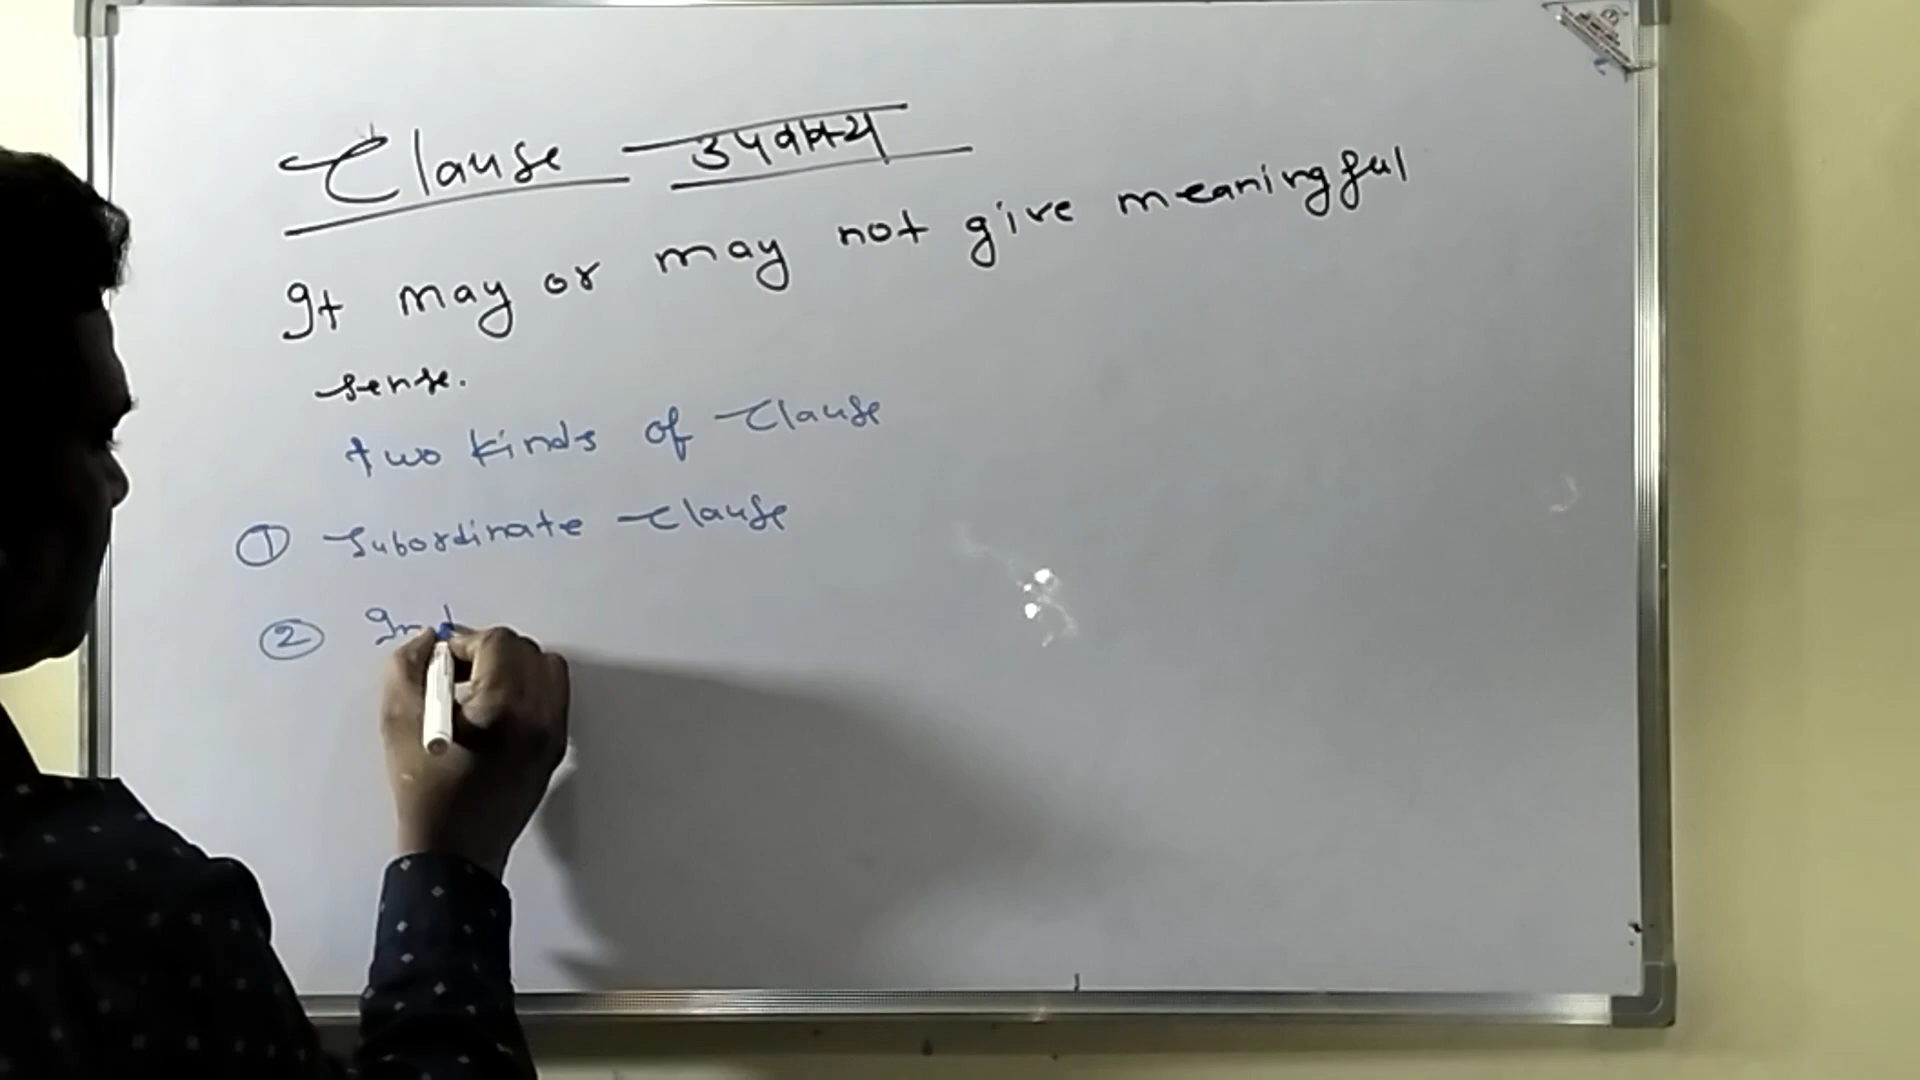 Clause – उपवाक्य
It may or may not give meaningful
sense.
two kinds of Clause
① Subordinate Clause
②